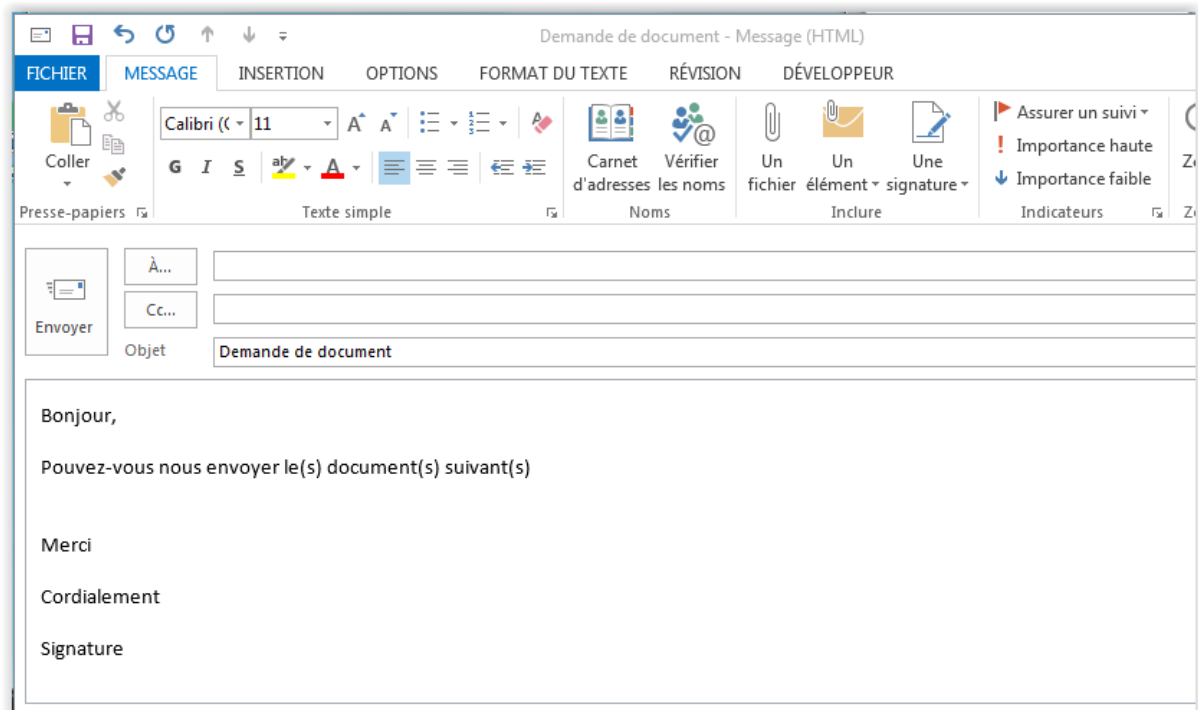 Demande de document - Message (HTML)
FICHIER MESSAGE INSERTION OPTIONS FORMAT DU TEXTE RÉVISION DÉVELOPPEUR
Coller
Calibri (( 11
G I S
Carnet d'adresses
Vérifier les noms
Un fichier
Un élément
Une signature
Assurer un suivi
Importance haute
Importance faible
Presse-papiers Texte simple Noms Inclure Indicateurs
Envoyer
À...
Cc...
Objet Demande de document
Bonjour,
Pouvez-vous nous envoyer le(s) document(s) suivant(s)
Merci
Cordialement
Signature